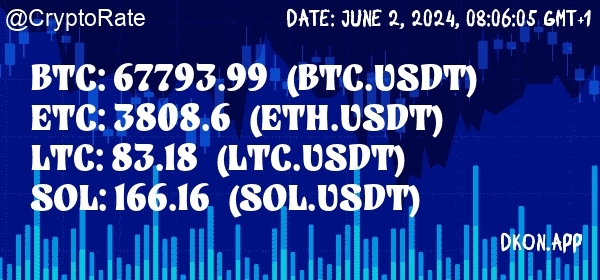 @CryptoRate
DATE: JUNE 2, 2024, 08:06:05 GMT+1
BTC: 67793.99 (BTC.USDT)
ETC: 3808.6 (ETH.USDT)
LTC: 83.18 (LTC.USDT)
SOL: 166.16 (SOL.USDT)
DKON.APP